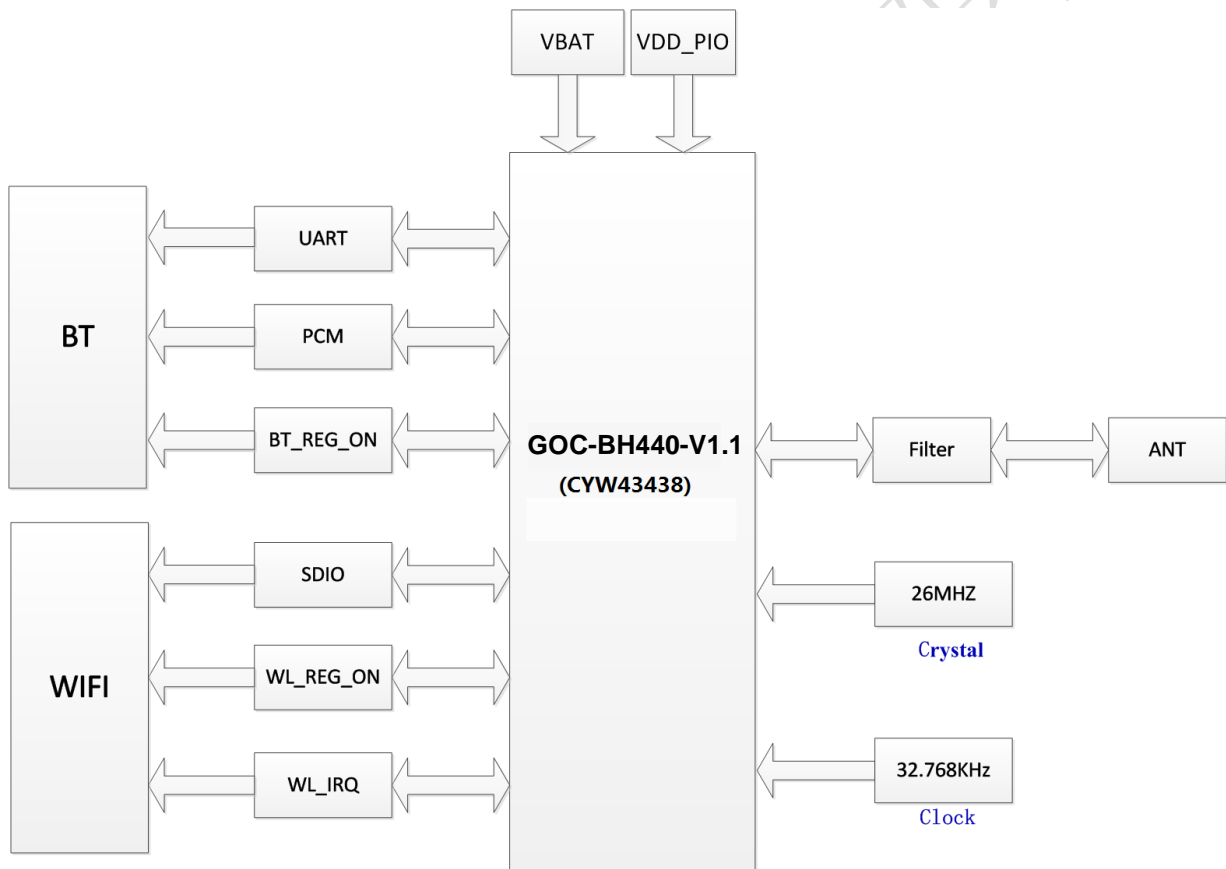 VBAT
VDD_PIO
UART
BT
PCM
BT_REG_ON
GOC-BH440-V1.1
(CYW43438)
Filter
ANT
SDIO
26MHZ
Crystal
WIFI
WL_REG_ON
WL_IRQ
32.768KHz
Clock